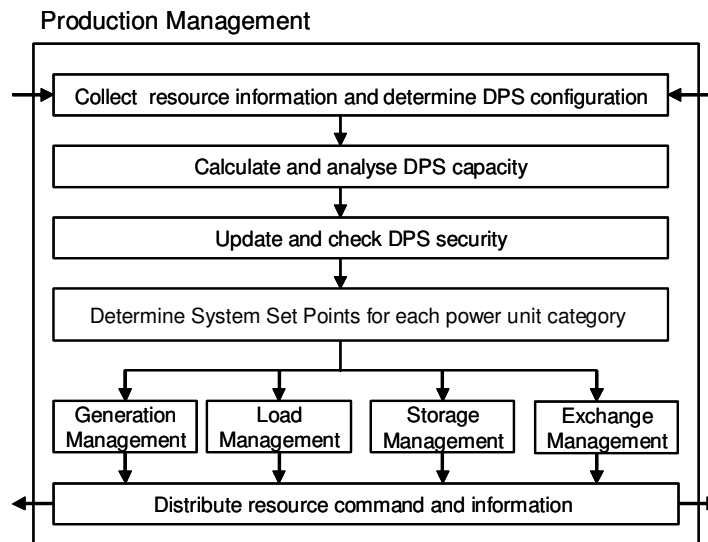 Production Management
Collect resource information and determine DPS configuration
Calculate and analyse DPS capacity
Update and check DPS security
Determine System Set Points for each power unit category
Generation
Management
Load
Management
Storage
Management
Exchange
Management
Distribute resource command and information